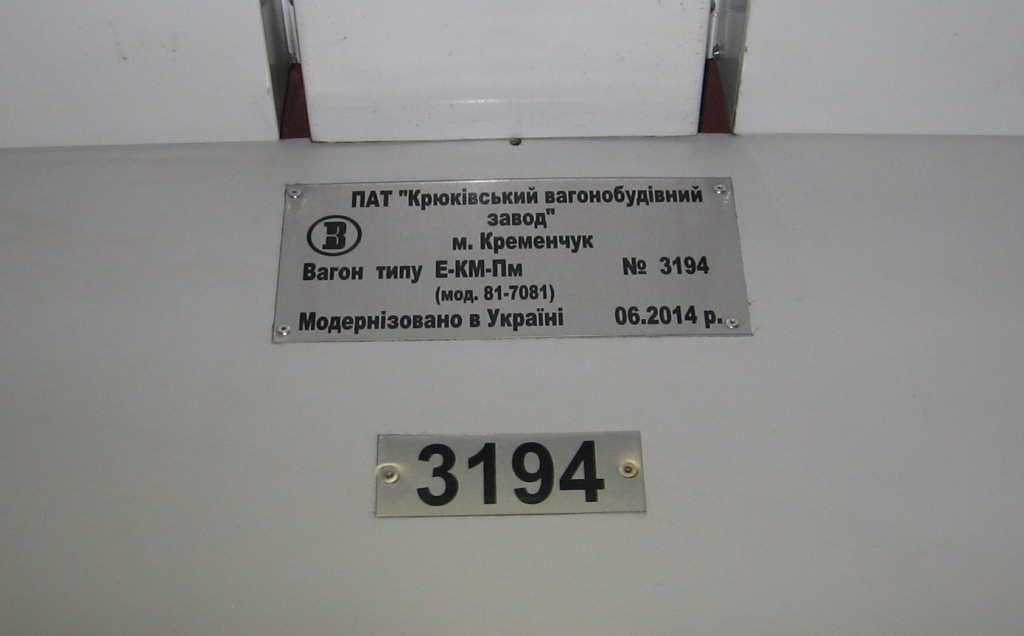 ПАТ "Крюківський вагонобудівний
завод"
м. Кременчук
Вагон типу Е-КМ-Пм № 3194
(мод. 81-7081)
Модернізовано в Україні 06.2014 р.
3194